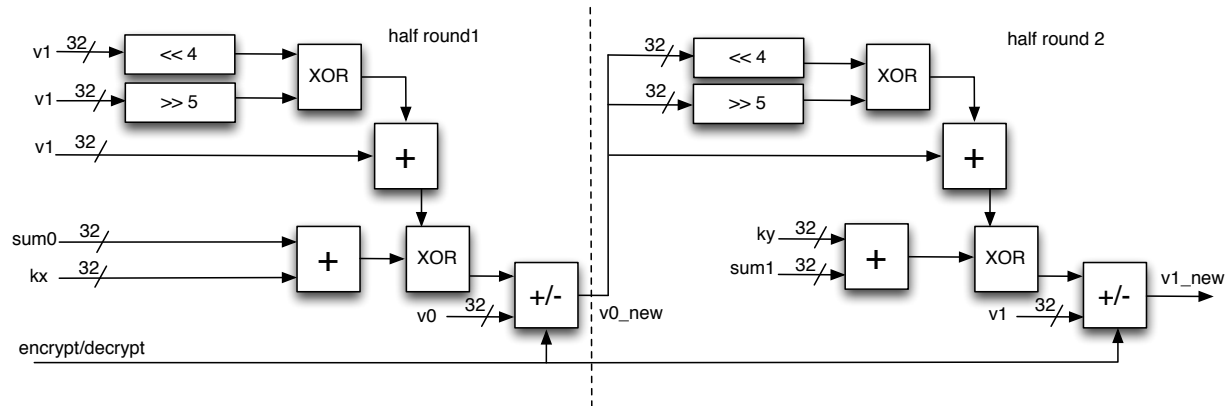 half round1
v1 32 << 4
XOR
v1 32 >> 5
v1 32
+
sum0 32
+
XOR
kx 32
+/-
v0 32
v0_new
encrypt/decrypt
half round 2
32 << 4
XOR
32 >> 5
+
ky 32
+
XOR
sum1 32
+/-
v1_new
v1 32